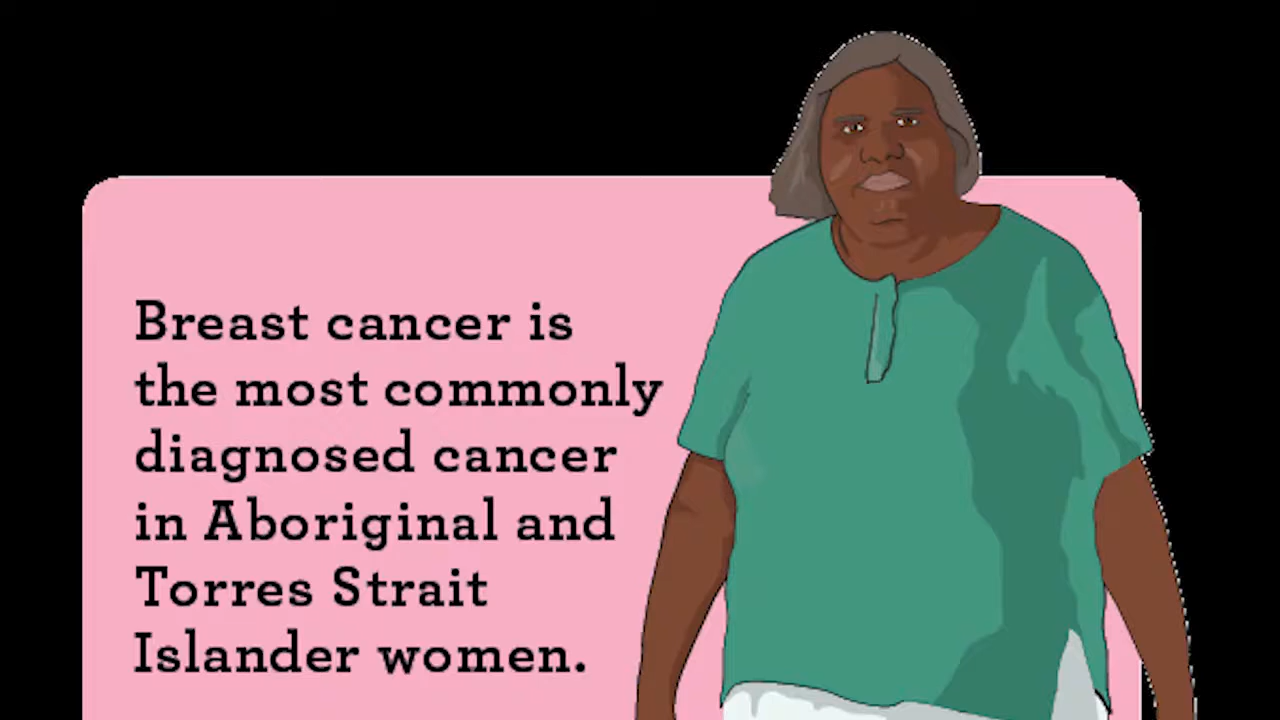 Breast cancer is
the most commonly
diagnosed cancer
in Aboriginal and
Torres Strait
Islander women.